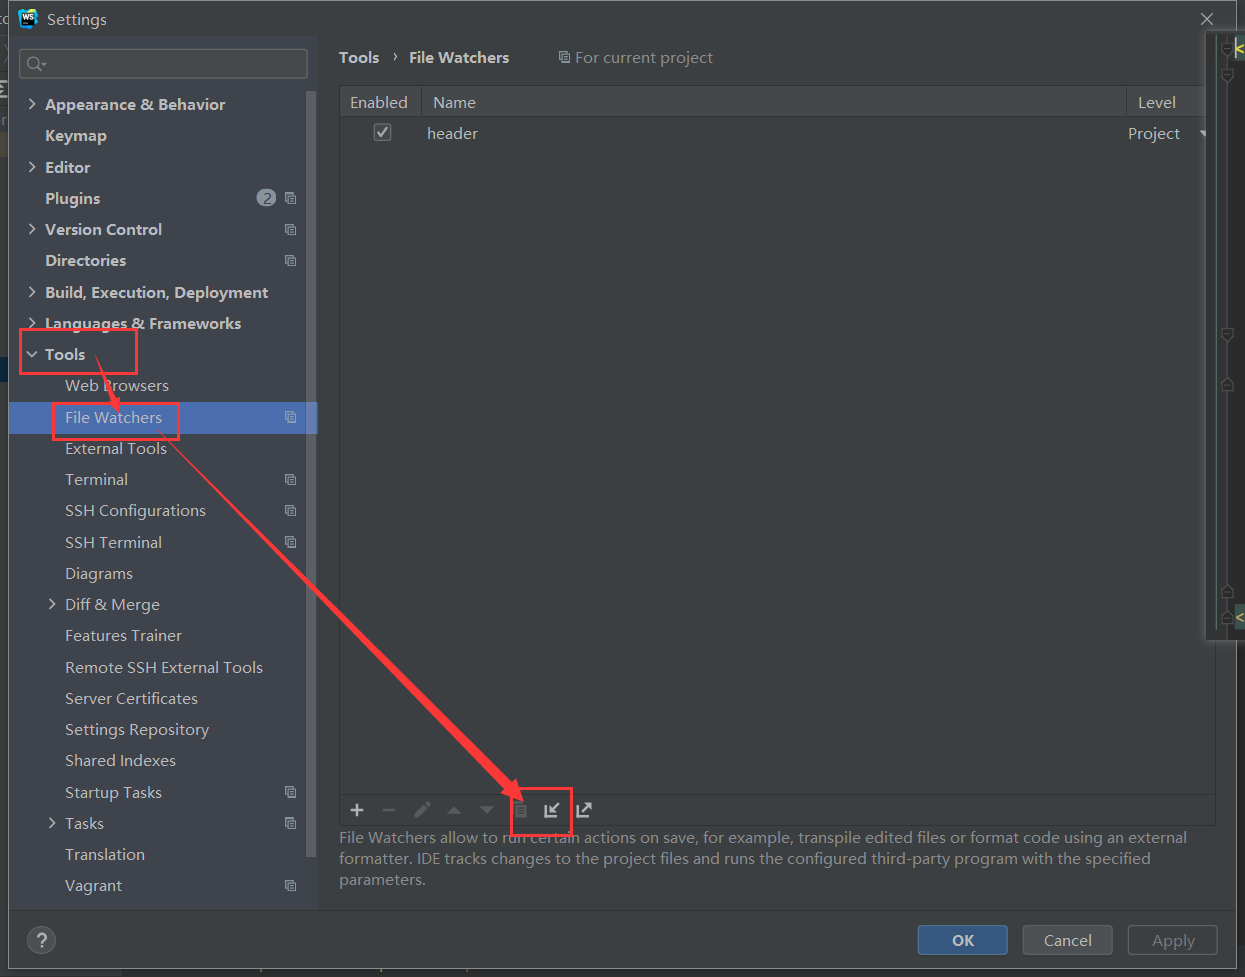 Settings
Tools › File Watchers For current project
Appearance & Behavior
Keymap
Editor
Plugins 2
Version Control
Directories
Build, Execution, Deployment
Languages & Frameworks
Tools
Web Browsers
File Watchers
External Tools
Terminal
SSH Configurations
SSH Terminal
Diagrams
Diff & Merge
Features Trainer
Remote SSH External Tools
Server Certificates
Settings Repository
Shared Indexes
Startup Tasks
Tasks
Translation
Vagrant
Enabled Name Level
header Project
File Watchers allow to run certain actions on save, for example, transpile edited files or format code using an external
formatter. IDE tracks changes to the project files and runs the configured third-party program with the specified
parameters.
? OK Cancel Apply